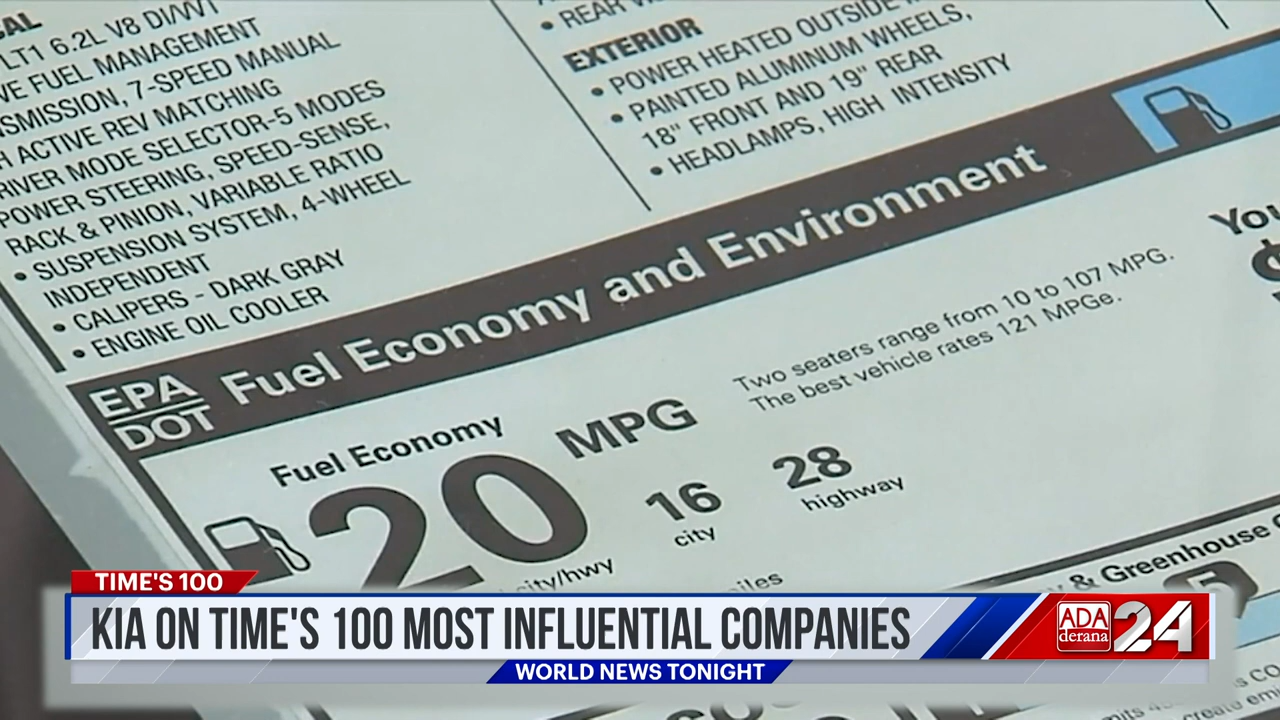 LT1 6.2L V8 DI/VVT
FUEL MANAGEMENT
7-SPEED MANUAL
ACTIVE REV MATCHING
MODE SELECTOR-5 MODES
POWER STEERING, SPEED-SENSE,
RACK & PINION, VARIABLE RATIO
• SUSPENSION SYSTEM, 4-WHEEL
INDEPENDENT
• CALIPERS - DARK GRAY
• ENGINE OIL COOLER
• REAR
EXTERIOR
• POWER HEATED OUTSIDE
• PAINTED ALUMINUM WHEELS,
18" FRONT AND 19" REAR
• HEADLAMPS, HIGH INTENSITY
EPA
DOT
Fuel Economy and Environment
Fuel Economy
20 MPG
city/hwy
16
city
28
highway
Two seaters range from 10 to 107 MPG.
The best vehicle rates 121 MPGe.
& Greenhouse
5
TIME'S 100
KIA ON TIME'S 100 MOST INFLUENTIAL COMPANIES
ADA
derana
24
WORLD NEWS TONIGHT